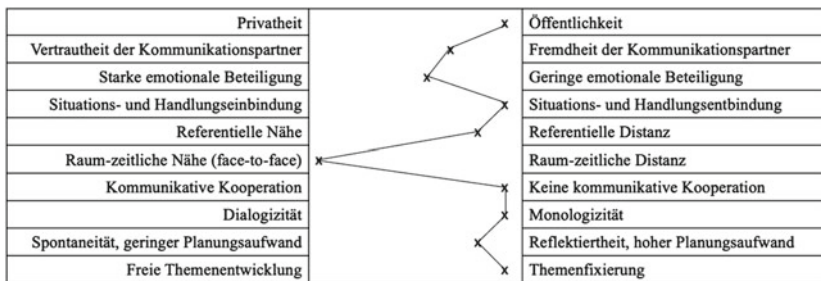 Privatheit x Öffentlichkeit
Vertrautheit der Kommunikationspartner x Fremdheit der Kommunikationspartner
Starke emotionale Beteiligung x Geringe emotionale Beteiligung
Situations- und Handlungseinbindung x Situations- und Handlungsentbindung
Referentielle Nähe x Referentielle Distanz
Raum-zeitliche Nähe (face-to-face) x Raum-zeitliche Distanz
Kommunikative Kooperation x Keine kommunikative Kooperation
Dialogizität x Monologizität
Spontaneität, geringer Planungsaufwand x Reflektiertheit, hoher Planungsaufwand
Freie Themenentwicklung x Themenfixierung